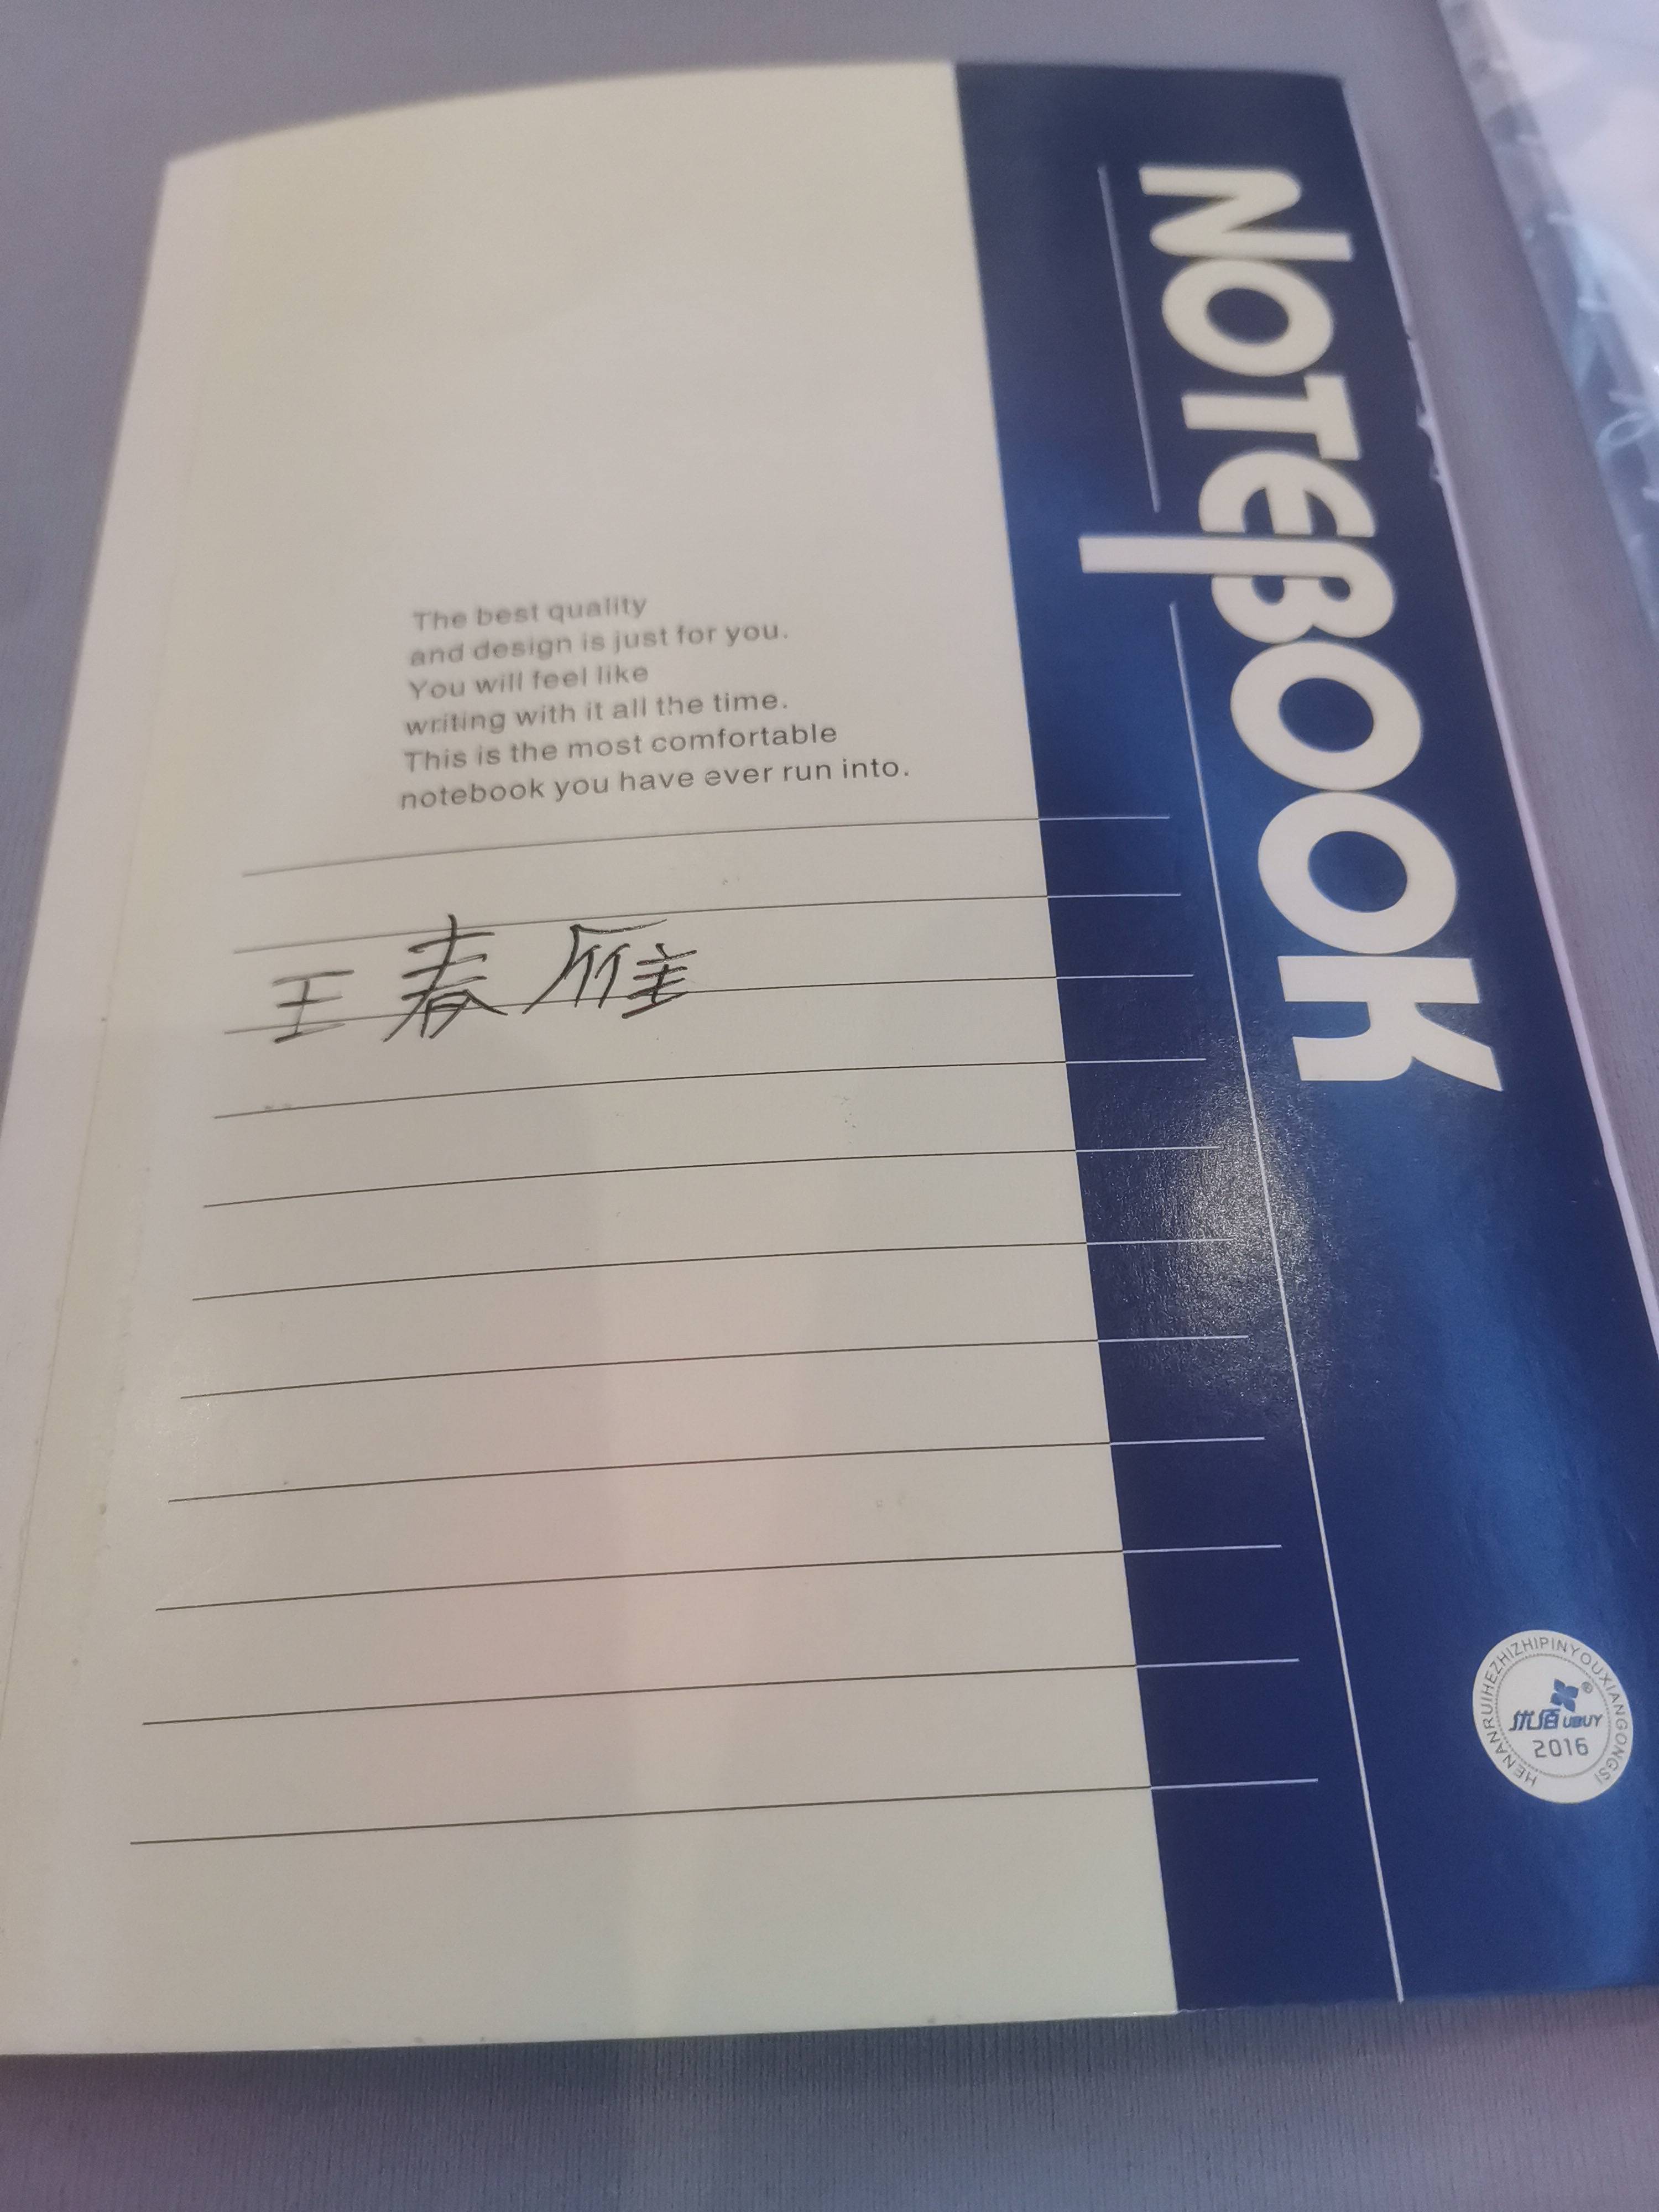 NOTEBOOK
The best quality
and design is just for you.
You will feel like
writing with it all the time.
This is the most comfortable
notebook you have ever run into.
王春雁
HENANRUIHEZHIZHIPINYOUXIANGONGSI
®
优佰 UBUY
2016